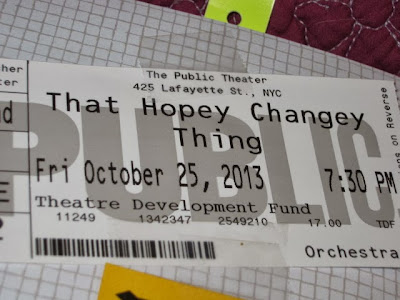 The Public Theater
425 Lafayette St., NYC
That Hopey Changey
Thing
Fri October 25, 2013 7:30 PM
Theatre Development Fund
11249 1342347 2549210 17.00 TDF
Orchestra
PUBLIC.
on Reverse